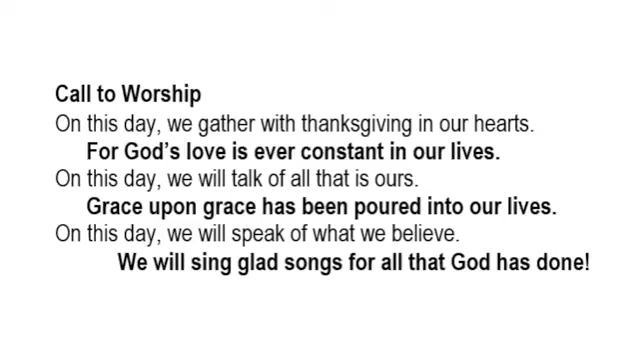 Call to Worship
On this day, we gather with thanksgiving in our hearts.
For God's love is ever constant in our lives.
On this day, we will talk of all that is ours.
Grace upon grace has been poured into our lives.
On this day, we will speak of what we believe.
We will sing glad songs for all that God has done!